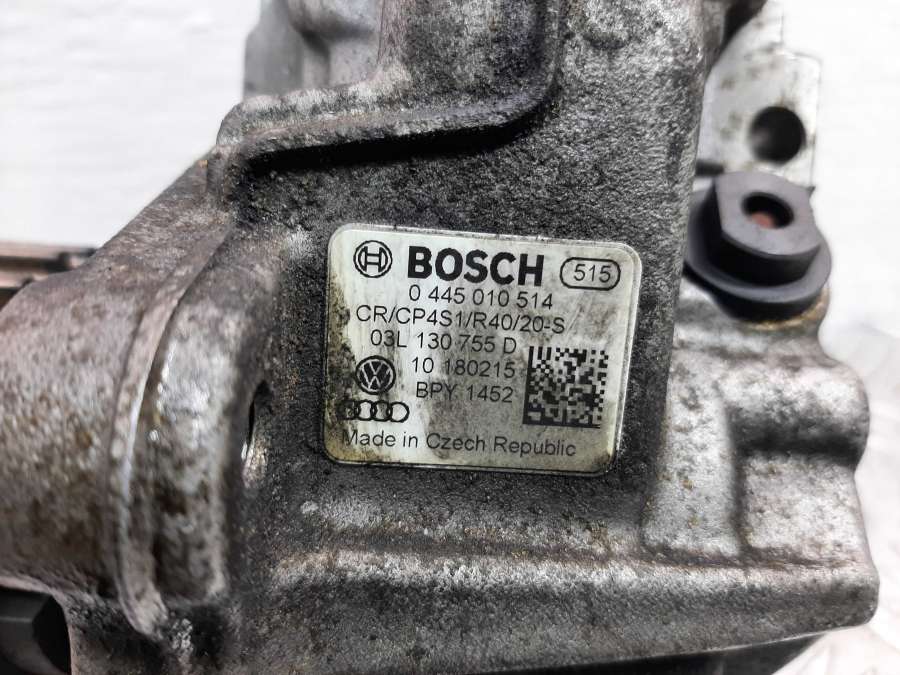 BOSCH 515
0 445 010 514
CR/CP4S1/R40/20-S
03L 130 755 D
10 180215
BPY 1452
Made in Czech Republic